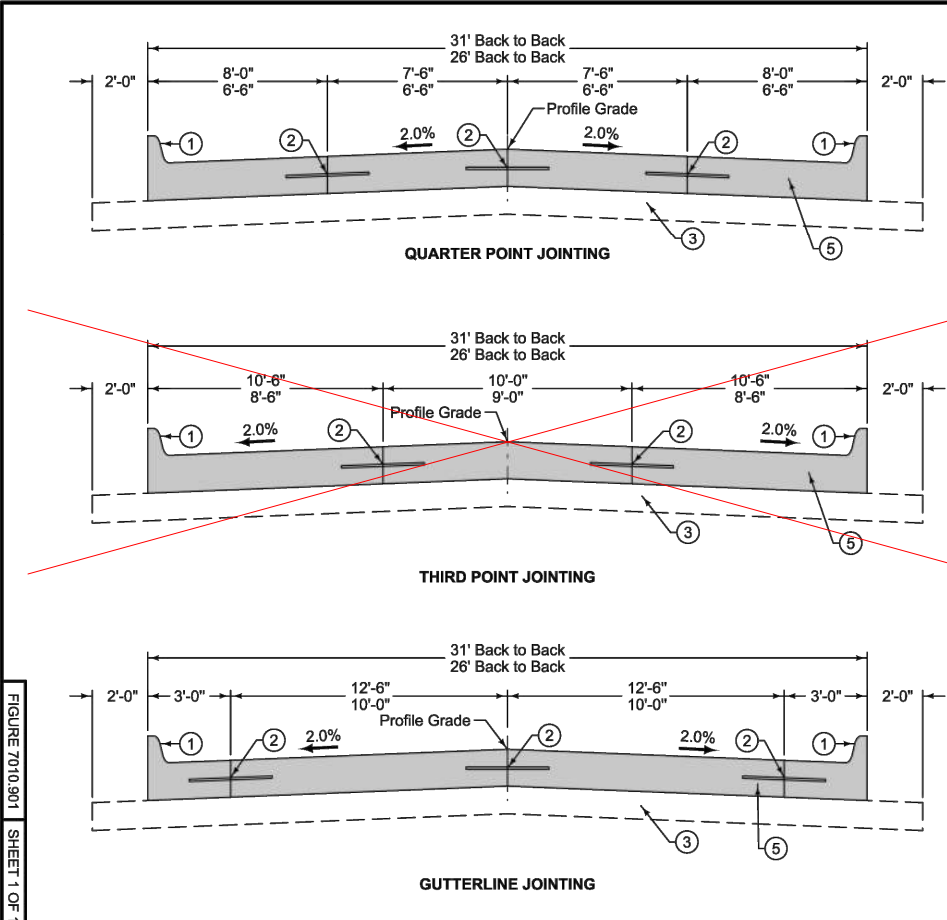 31' Back to Back
26' Back to Back
2'-0" 8'-0" 7'-6" 7'-6" 8'-0" 2'-0"
6'-6" 6'-6" 6'-6" 6'-6"
Profile Grade
1 2 2.0% 2 2.0% 2 1
3 5
QUARTER POINT JOINTING
31' Back to Back
26' Back to Back
2'-0" 10'-6" 10'-0" 10'-6" 2'-0"
8'-6" 9'-0" 8'-6"
Profile Grade
1 2.0% 2 2 2.0% 1
3 5
THIRD POINT JOINTING
31' Back to Back
26' Back to Back
2'-0" 3'-0" 12'-6" 12'-6" 3'-0" 2'-0"
10'-0" 10'-0"
Profile Grade
1 2 2.0% 2 2.0% 2 1
3 5
GUTTERLINE JOINTING
FIGURE 7010.901 SHEET 1 OF